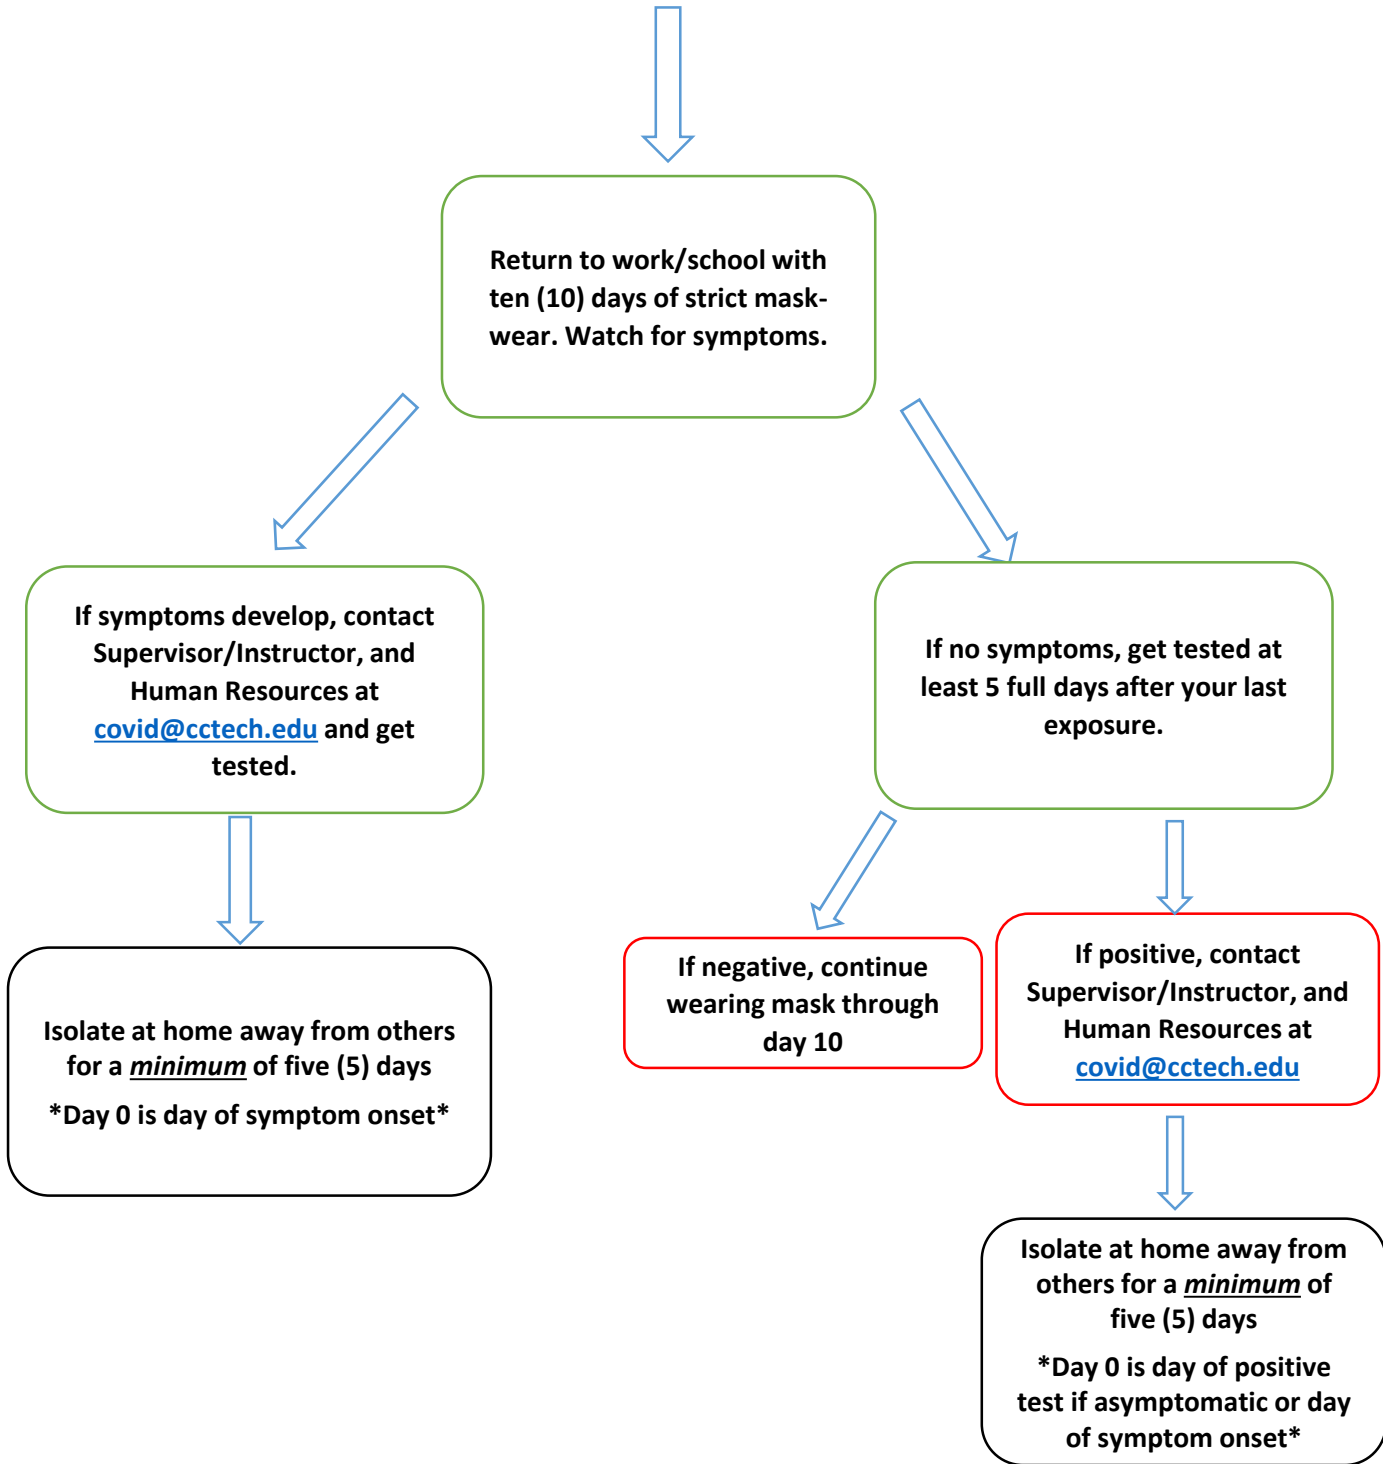 Return to work/school with
ten (10) days of strict mask-
wear. Watch for symptoms.
If symptoms develop, contact
Supervisor/Instructor, and
Human Resources at
covid@cctech.edu and get
tested.
If no symptoms, get tested at
least 5 full days after your last
exposure.
Isolate at home away from others
for a minimum of five (5) days
*Day 0 is day of symptom onset*
If negative, continue
wearing mask through
day 10
If positive, contact
Supervisor/Instructor, and
Human Resources at
covid@cctech.edu
Isolate at home away from
others for a minimum of
five (5) days
*Day 0 is day of positive
test if asymptomatic or day
of symptom onset*